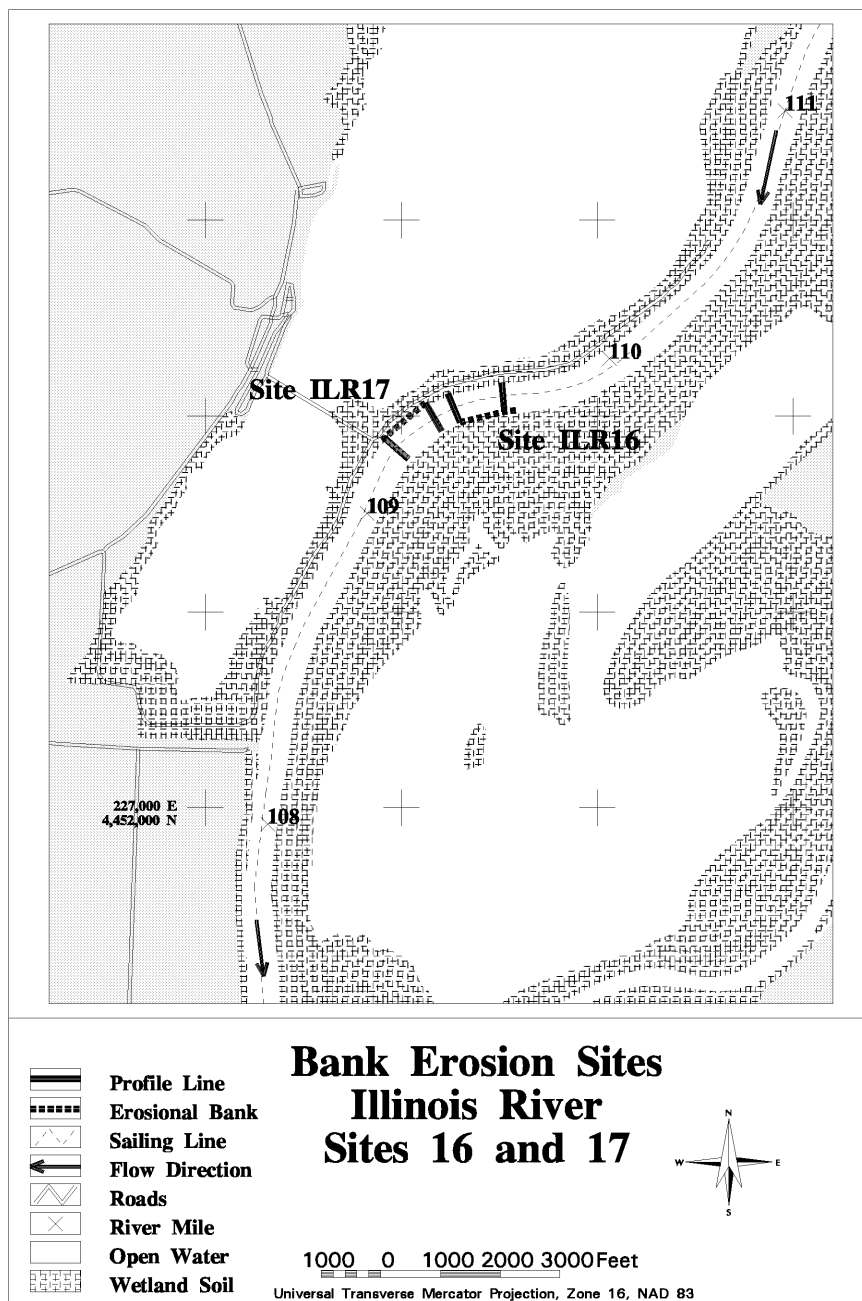 111
110
Site ILR17
Site ILR16
109
227,000 E
4,452,000 N
108
Bank Erosion Sites
Illinois River
Sites 16 and 17
Profile Line
Erosional Bank
Sailing Line
Flow Direction
Roads
River Mile
Open Water
Wetland Soil
N
W
E
S
1000 0 1000 2000 3000 Feet
Universal Transverse Mercator Projection, Zone 16, NAD 83